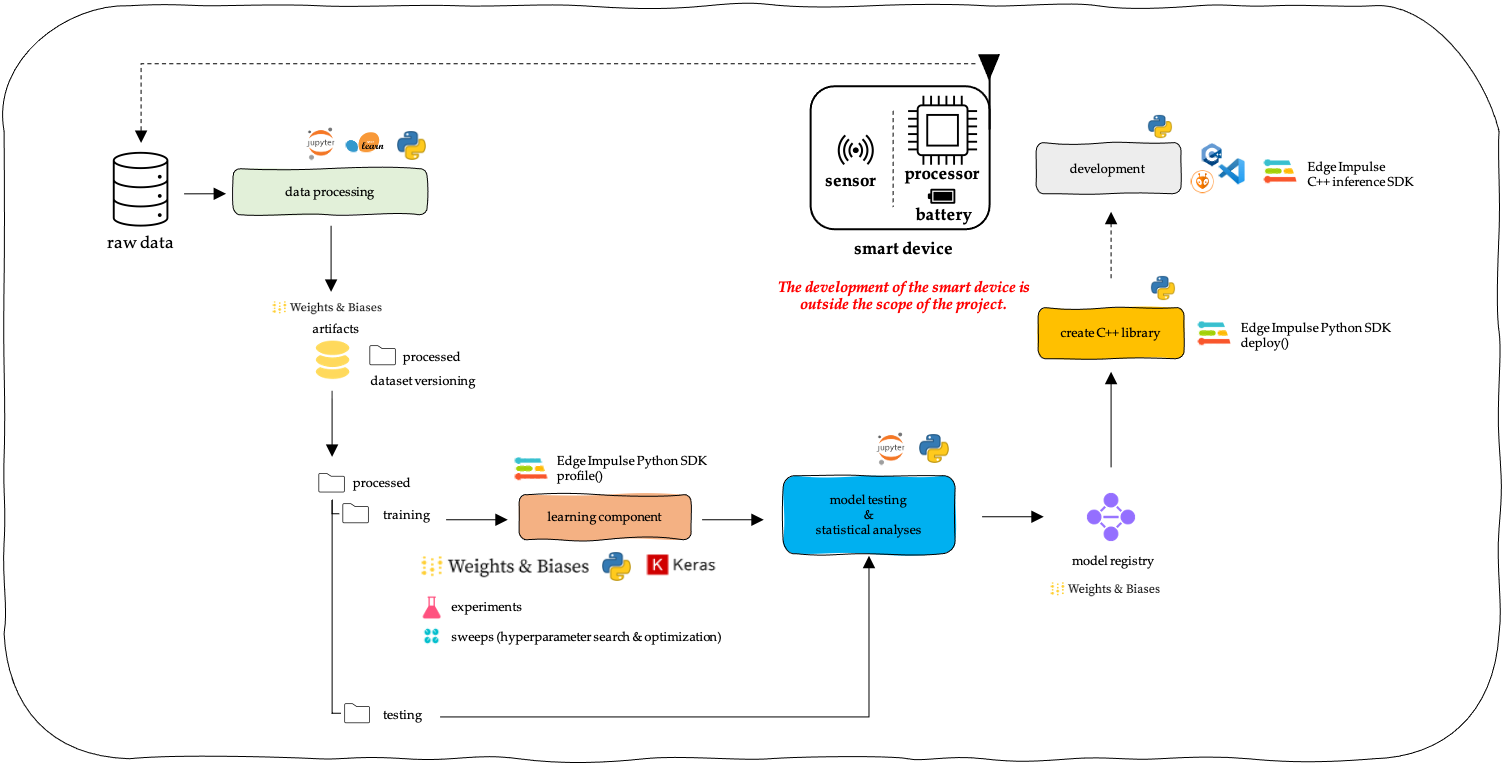 jupyter
learn
data processing
raw data
sensor
processor
battery
smart device
The development of the smart device is
outside the scope of the project.
development
Edge Impulse
C++ inference SDK
create C++ library
Edge Impulse Python SDK
deploy()
Weights & Biases
artifacts
processed
dataset versioning
processed
training
Edge Impulse Python SDK
profile()
learning component
Weights & Biases
K Keras
experiments
sweeps (hyperparameter search & optimization)
testing
jupyter
model testing
&
statistical analyses
model registry
Weights & Biases